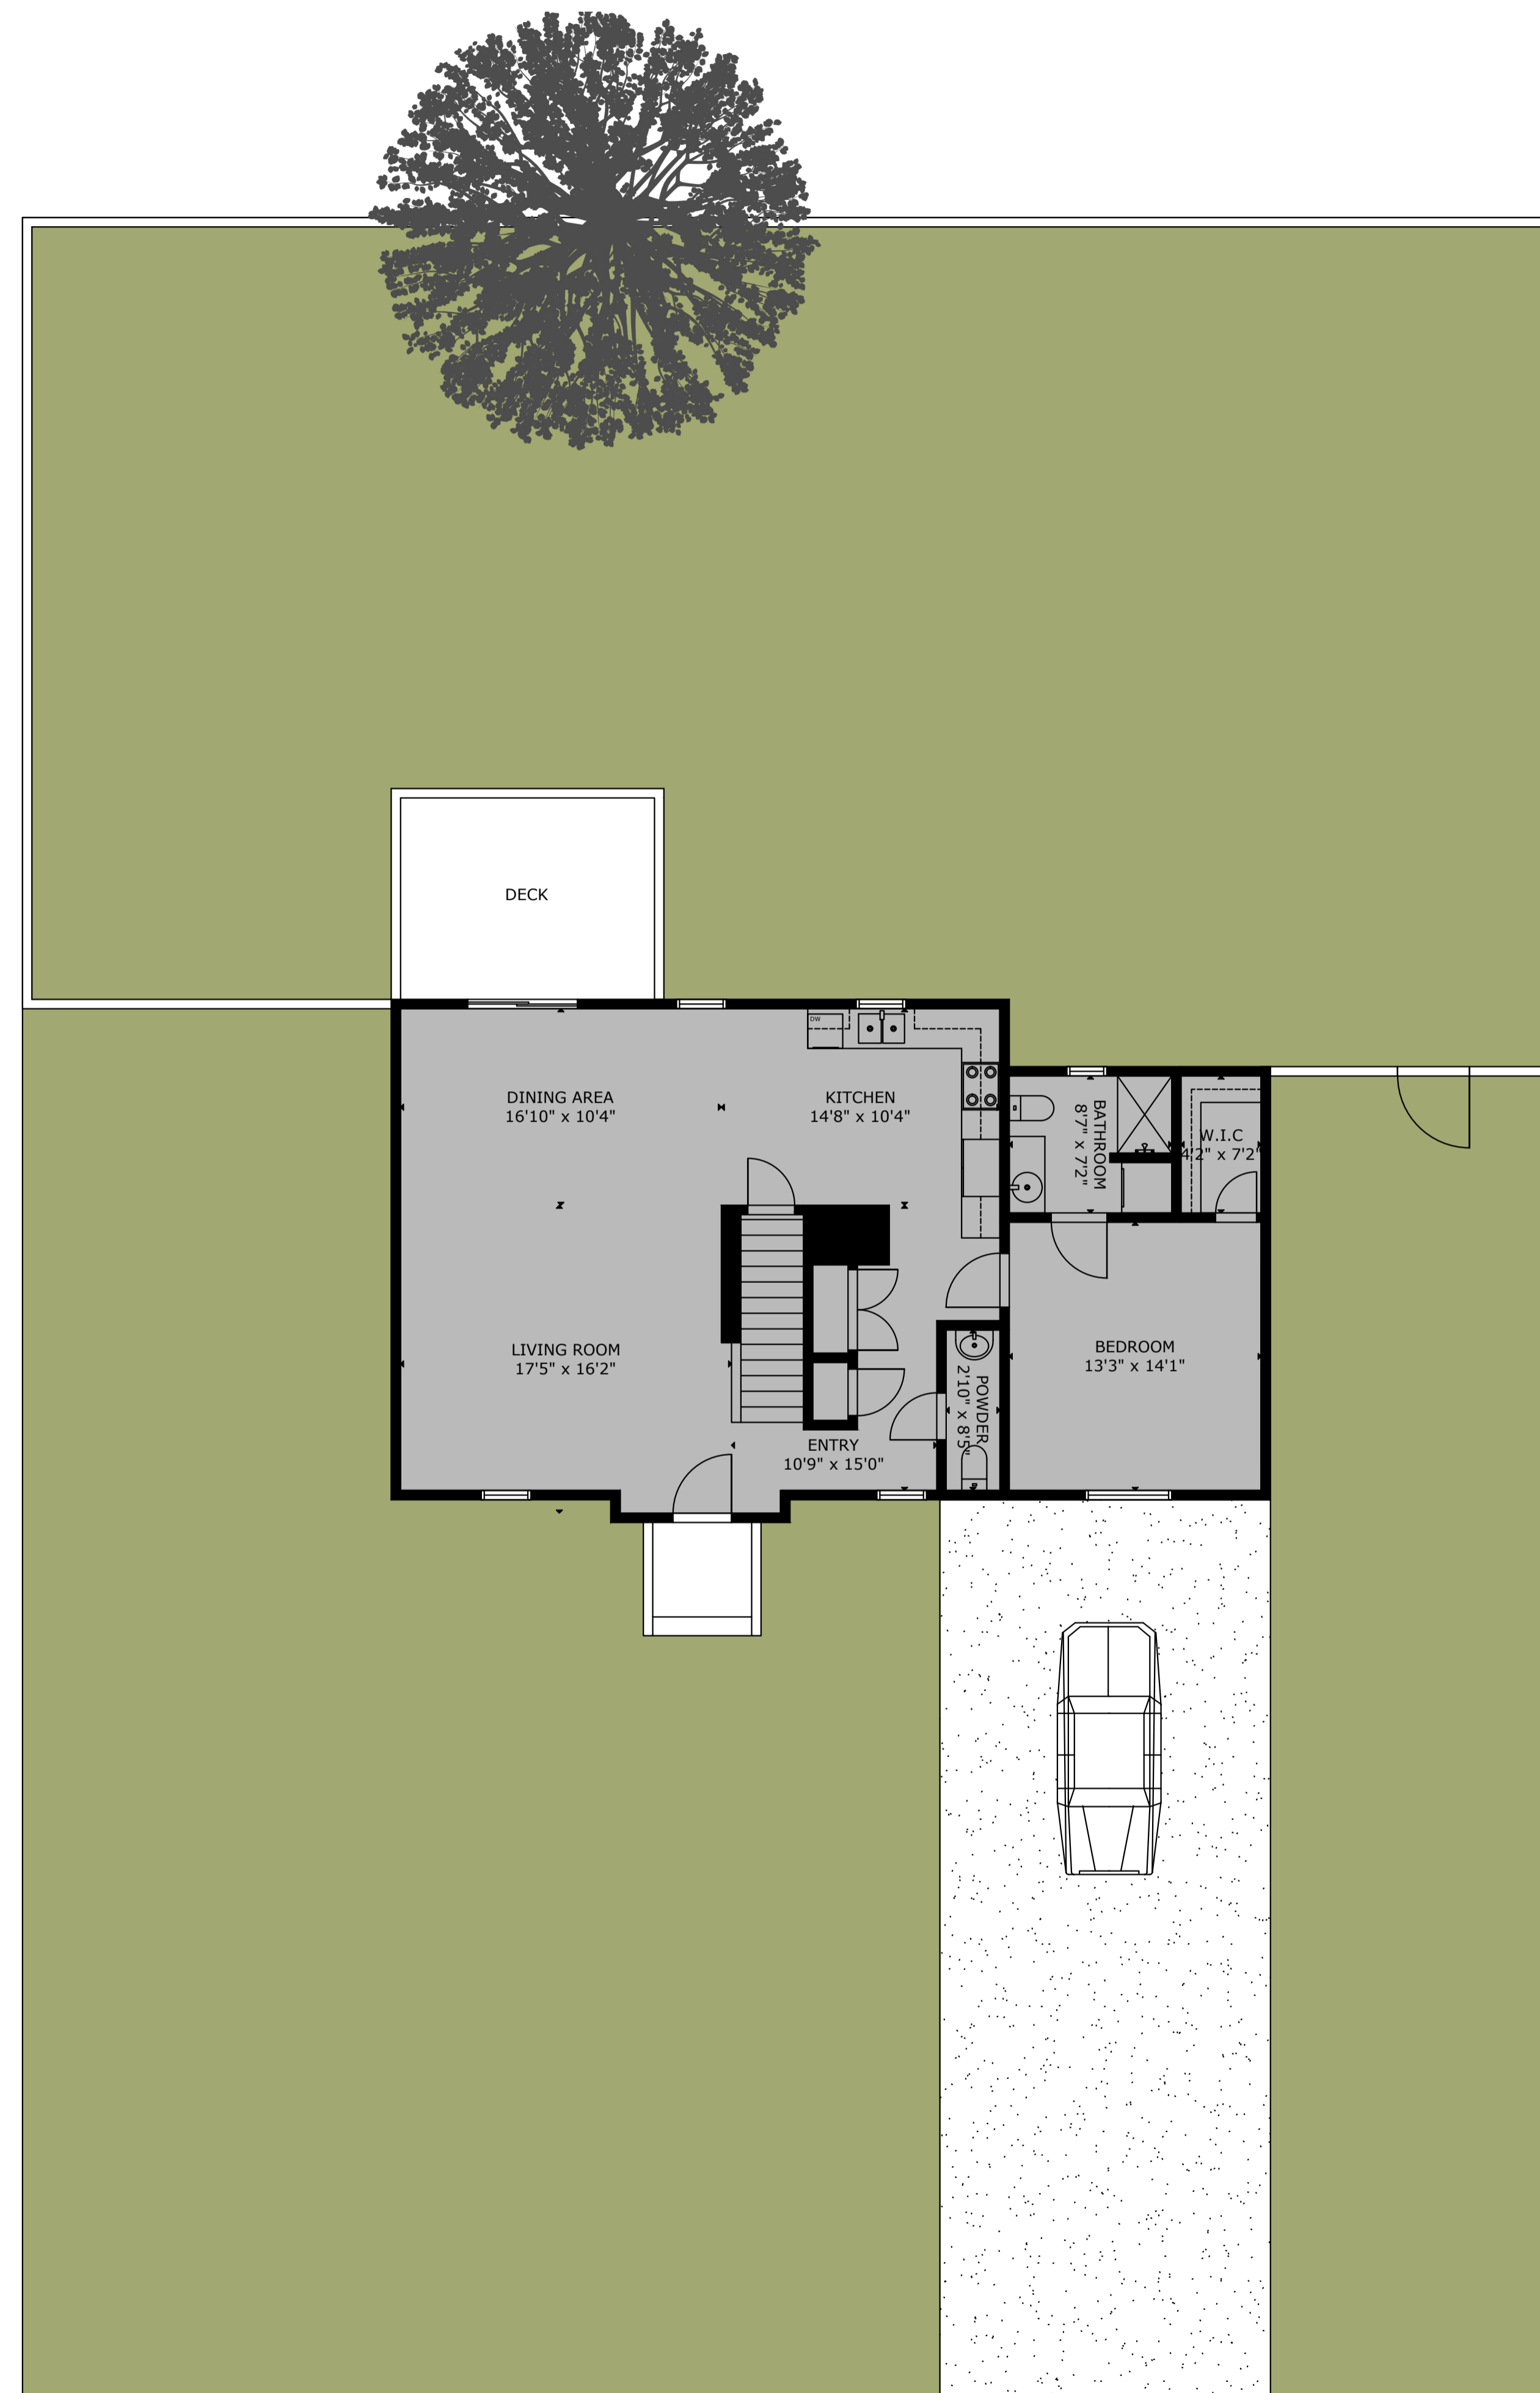 DECK
DW
DINING AREA
16'10" x 10'4"
KITCHEN
14'8" x 10'4"
BATHROOM
8'7" x 7'2"
W.I.C
4'2" x 7'2"
LIVING ROOM
17'5" x 16'2"
BEDROOM
13'3" x 14'1"
POWDER
2'10" x 8'5"
ENTRY
10'9" x 15'0"